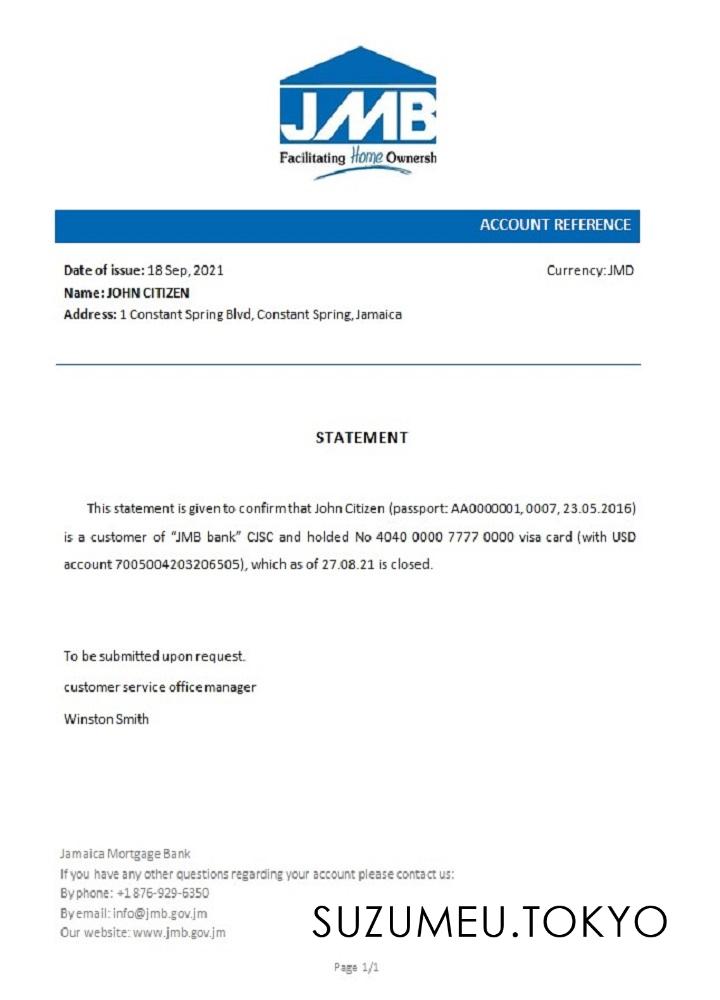 JMB
Facilitating Home Ownersh
ACCOUNT REFERENCE
Date of issue: 18 Sep, 2021
Currency: JMD
Name: JOHN CITIZEN
Address: 1 Constant Spring Blvd, Constant Spring, Jamaica
STATEMENT
This statement is given to confirm that John Citizen (passport: AA0000001, 0007, 23.05.2016)
is a customer of “JMB bank” CJSC and holded No 4040 0000 7777 0000 visa card (with USD
account 7005004203206505), which as of 27.08.21 is closed.
To be submitted upon request.
customer service office manager
Winston Smith
Jamaica Mortgage Bank
If you have any other questions regarding your account please contact us:
By phone: +1 876-929-6350
By email: info@jmb.gov.jm
Our website: www.jmb.gov.jm
SUZUMEU.TOKYO
Page 1/1